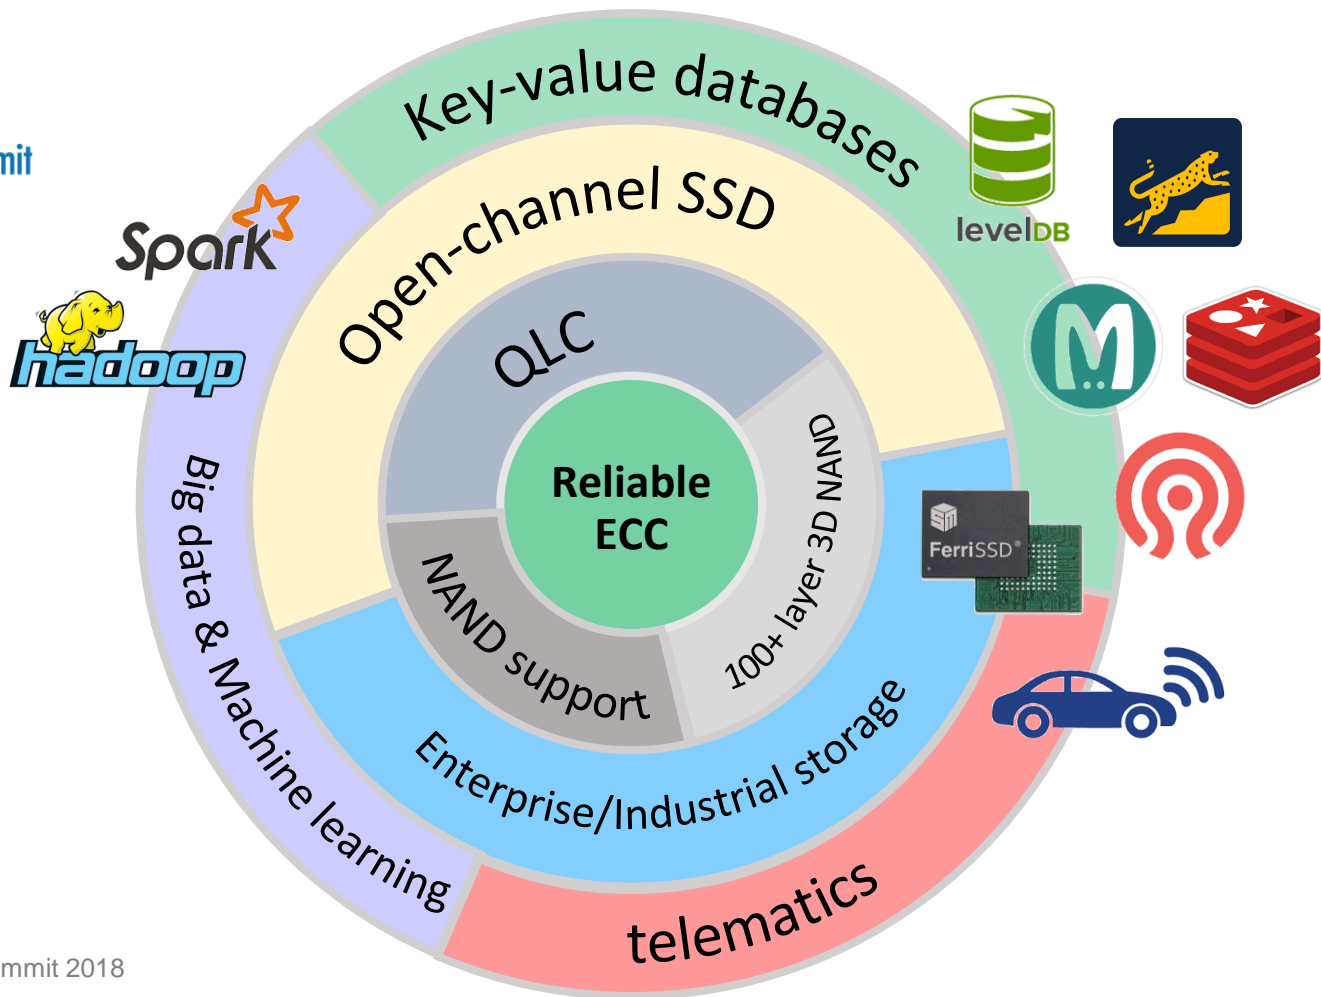 Key-value databases
mit
levelDB
Spark
Open-channel SSD
hadoop
QLC
M
100+ layer 3D NAND
Reliable
ECC
SM
FerriSSD®
Big data & Machine learning
NAND support
Enterprise/Industrial storage
telematics
mmit 2018